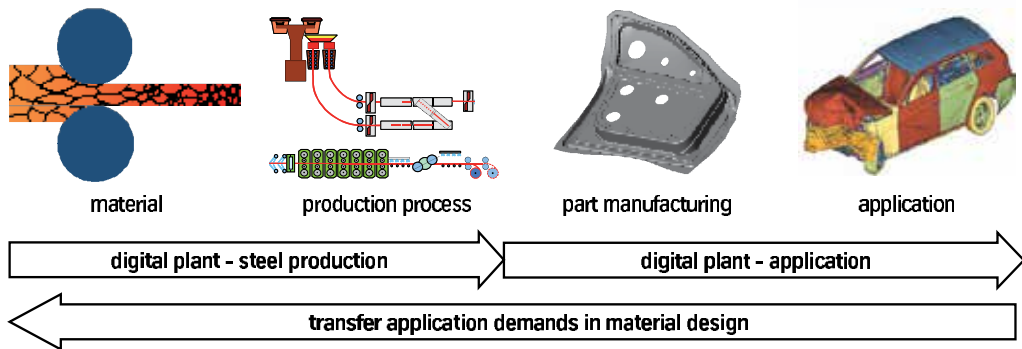 material
production process
part manufacturing
application
digital plant – steel production
digital plant – application
transfer application demands in material design